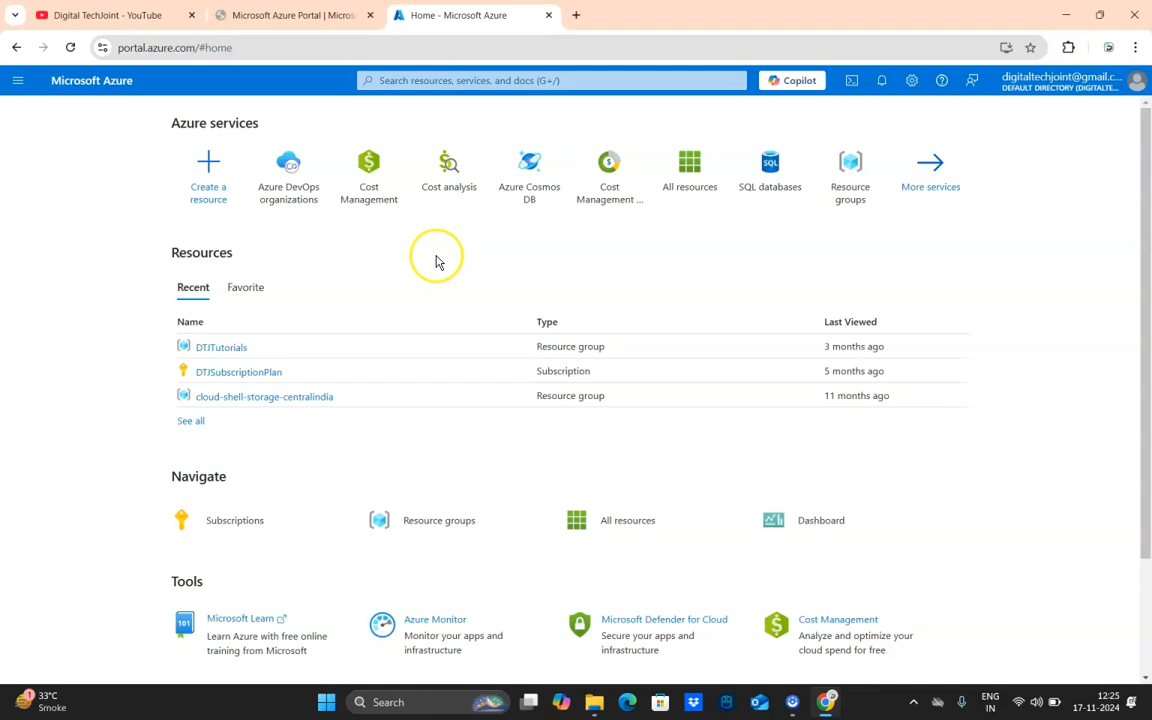 Digital TechJoint - YouTube
Microsoft Azure Portal | Micros
Home - Microsoft Azure
portal.azure.com/#home
Microsoft Azure
Search resources, services, and docs (G+/)
Copilot
digitaltechjoint@gmail.c...
DEFAULT DIRECTORY (DIGITALTE...
Azure services
Create a resource
Azure DevOps organizations
Cost Management
Cost analysis
Azure Cosmos DB
Cost Management ...
All resources
SQL databases
Resource groups
More services
Resources
Recent Favorite
Name Type Last Viewed
DTJTutorials Resource group 3 months ago
DTJSubscriptionPlan Subscription 5 months ago
cloud-shell-storage-centralindia Resource group 11 months ago
See all
Navigate
Subscriptions Resource groups All resources Dashboard
Tools
101
Microsoft Learn
Learn Azure with free online
training from Microsoft
Azure Monitor
Monitor your apps and
infrastructure
Microsoft Defender for Cloud
Secure your apps and
infrastructure
Cost Management
Analyze and optimize your
cloud spend for free
1
33°C
Smoke
Search
ENG
IN
12:25
17-11-2024